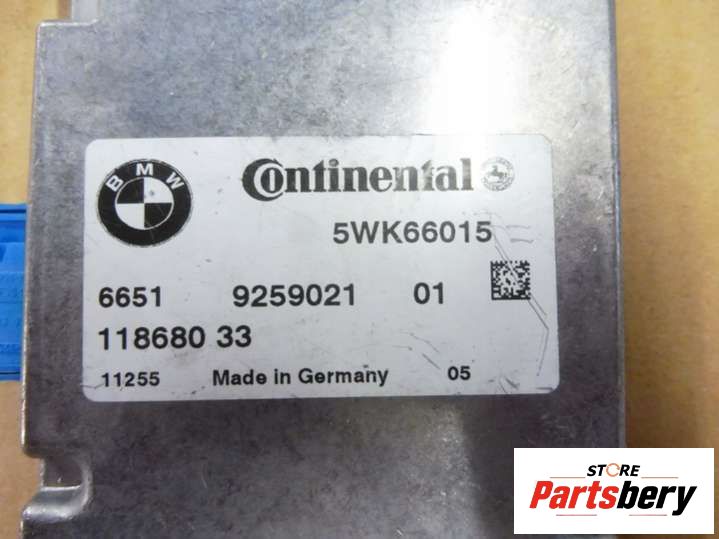 BMW
Continental
5WK66015
6651 9259021 01
118680 33
11255 Made in Germany 05
STORE
Partsbery